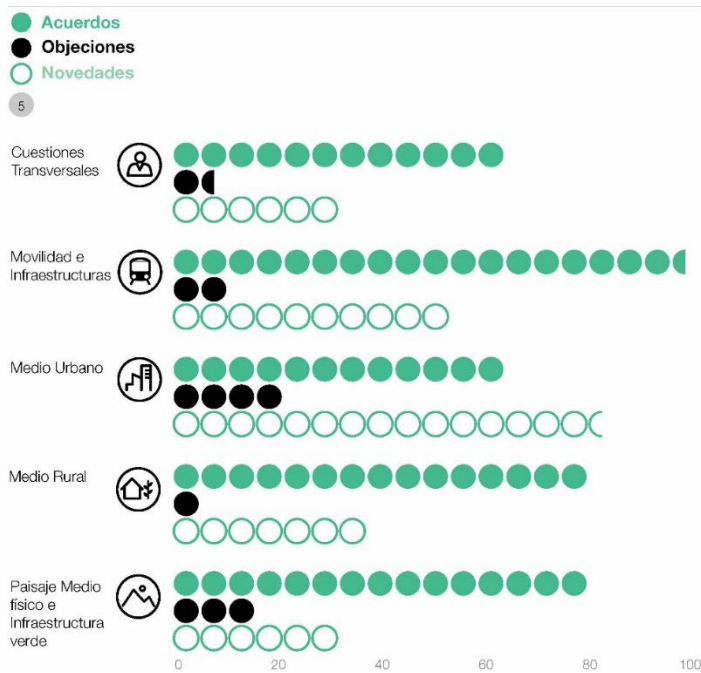 Acuerdos
Objeciones
Novedades
5
Cuestiones
Transversales
Movilidad e
Infraestructuras
Medio Urbano
Medio Rural
Paisaje Medio
físico e
Infraestructura
verde
0 20 40 60 80 100